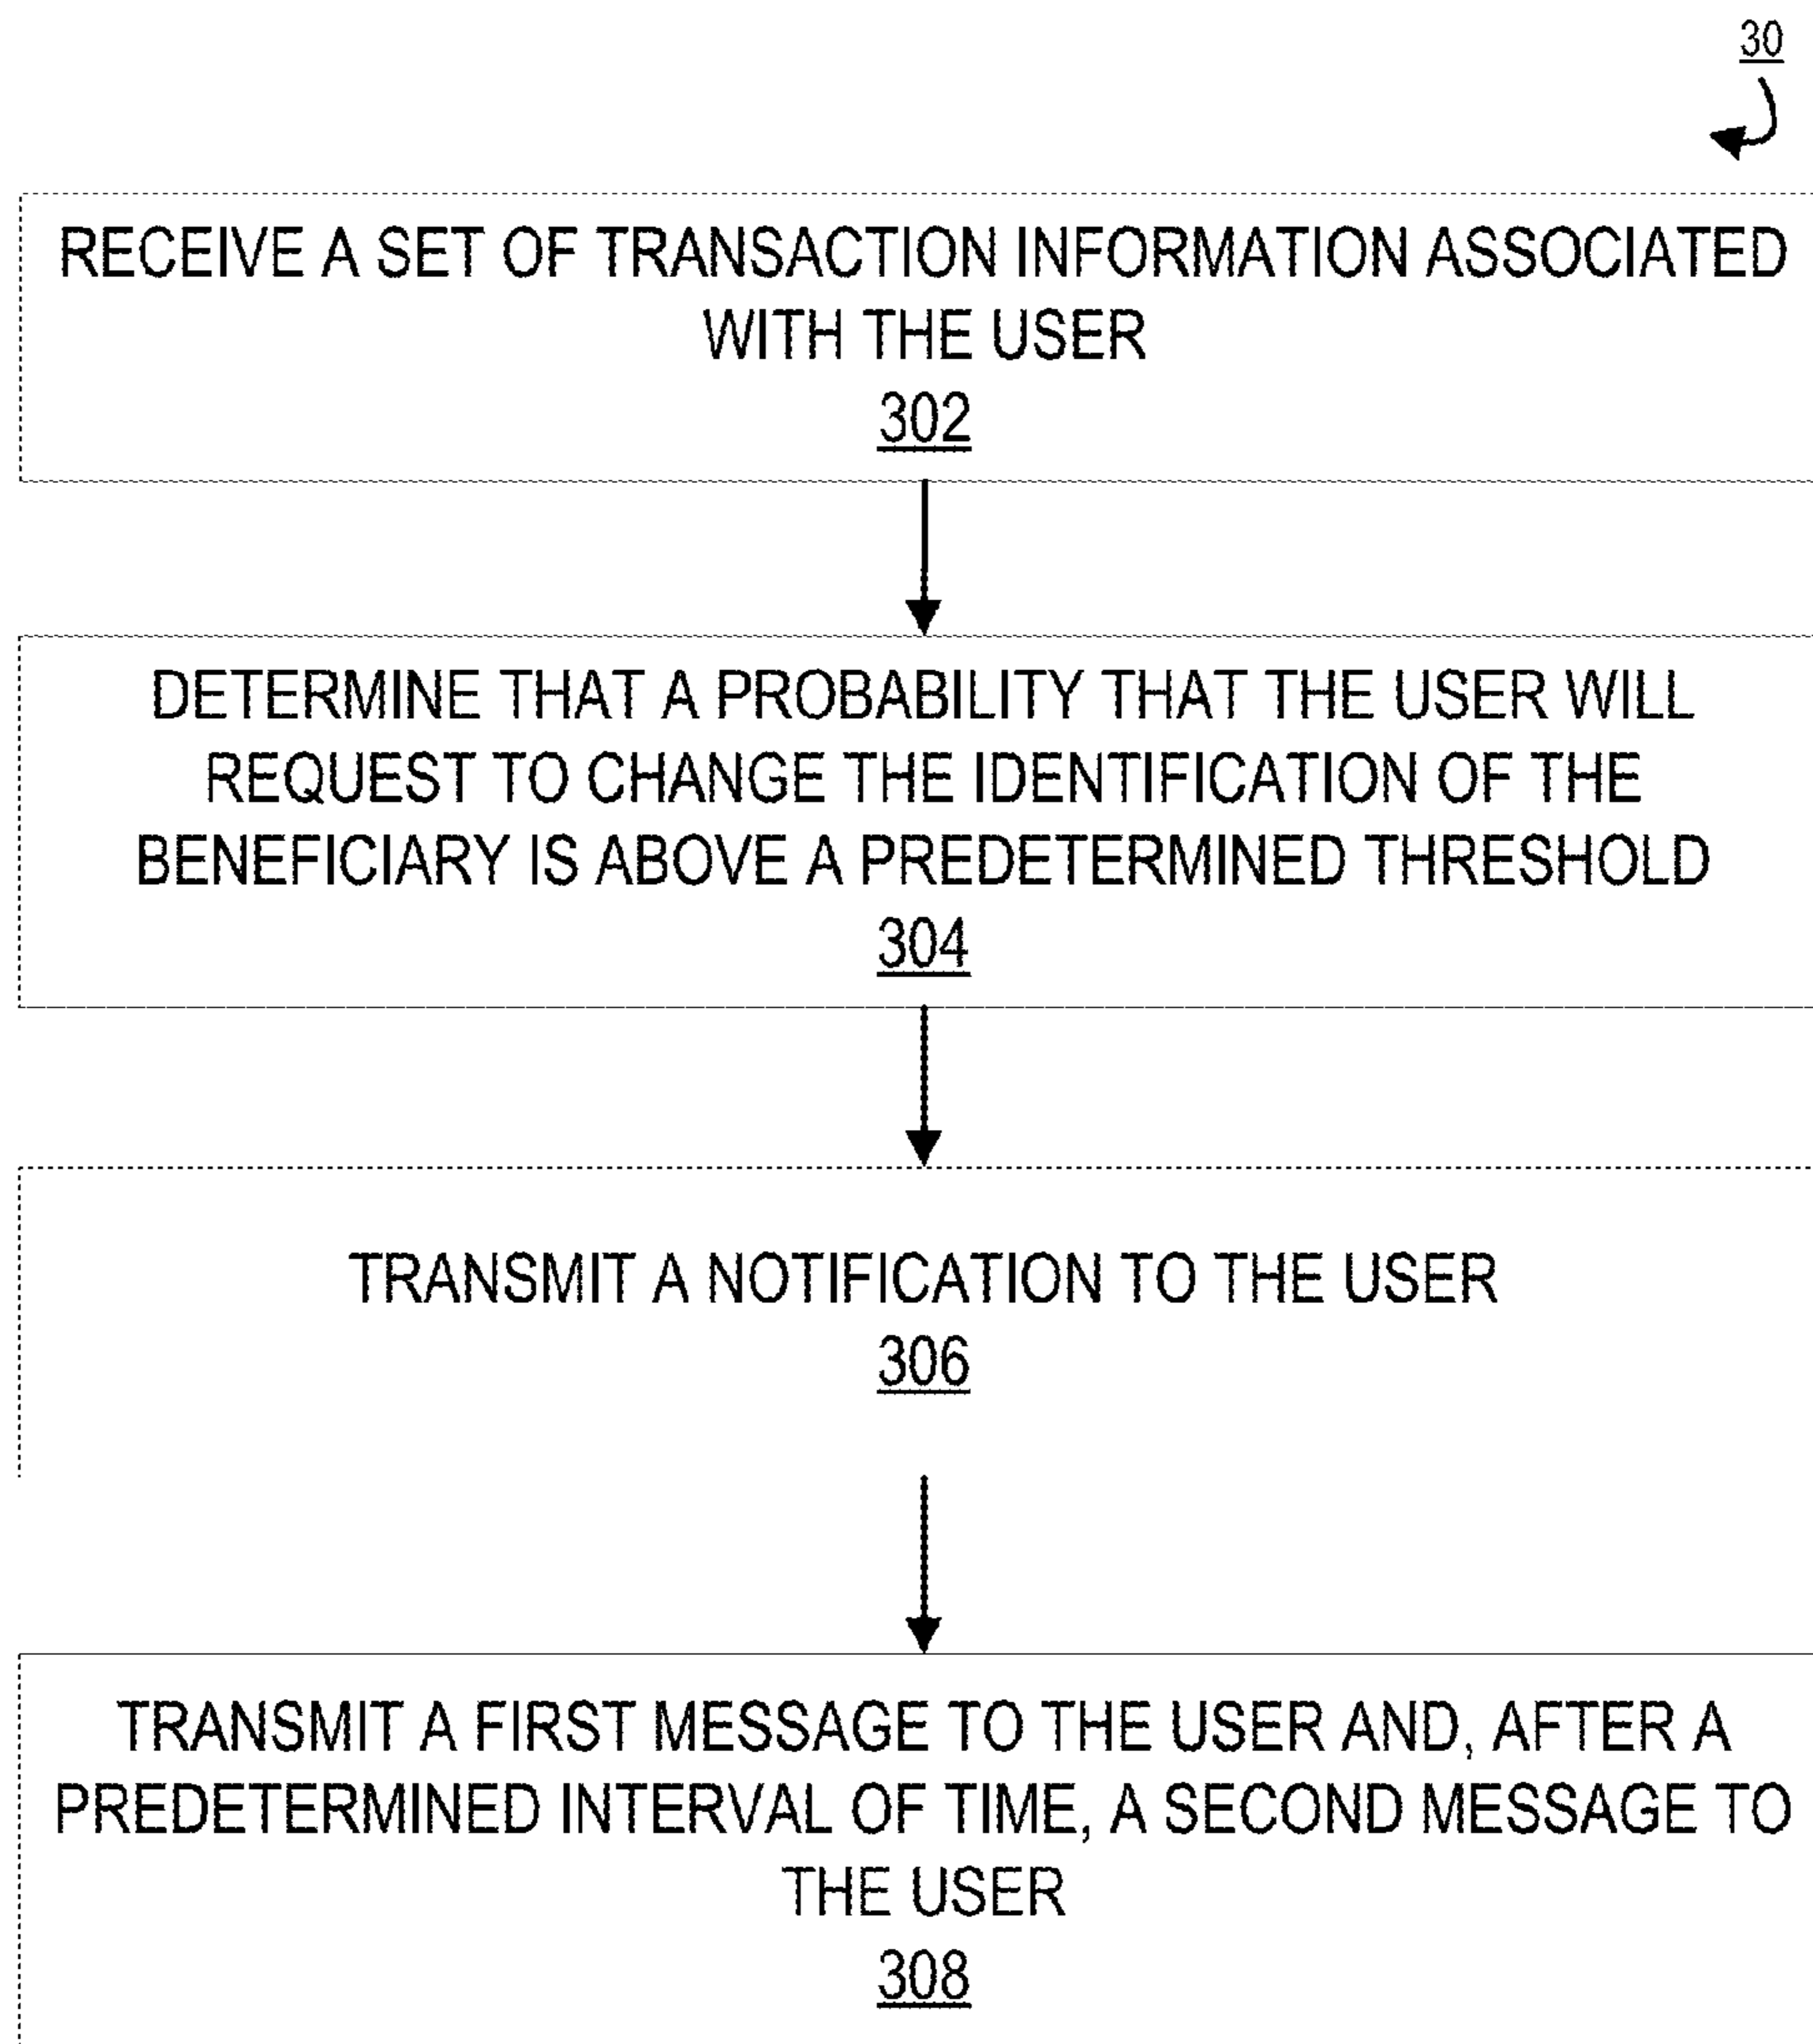 30
RECEIVE A SET OF TRANSACTION INFORMATION ASSOCIATED
WITH THE USER
302
DETERMINE THAT A PROBABILITY THAT THE USER WILL
REQUEST TO CHANGE THE IDENTIFICATION OF THE
BENEFICIARY IS ABOVE A PREDETERMINED THRESHOLD
304
TRANSMIT A NOTIFICATION TO THE USER
306
TRANSMIT A FIRST MESSAGE TO THE USER AND, AFTER A
PREDETERMINED INTERVAL OF TIME, A SECOND MESSAGE TO
THE USER
308